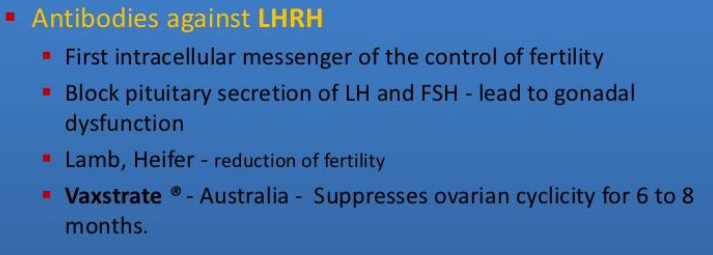 Antibodies against LHRH
First intracellular messenger of the control of fertility
Block pituitary secretion of LH and FSH - lead to gonadal
dysfunction
Lamb, Heifer - reduction of fertility
Vaxstrate ® - Australia - Suppresses ovarian cyclicity for 6 to 8
months.